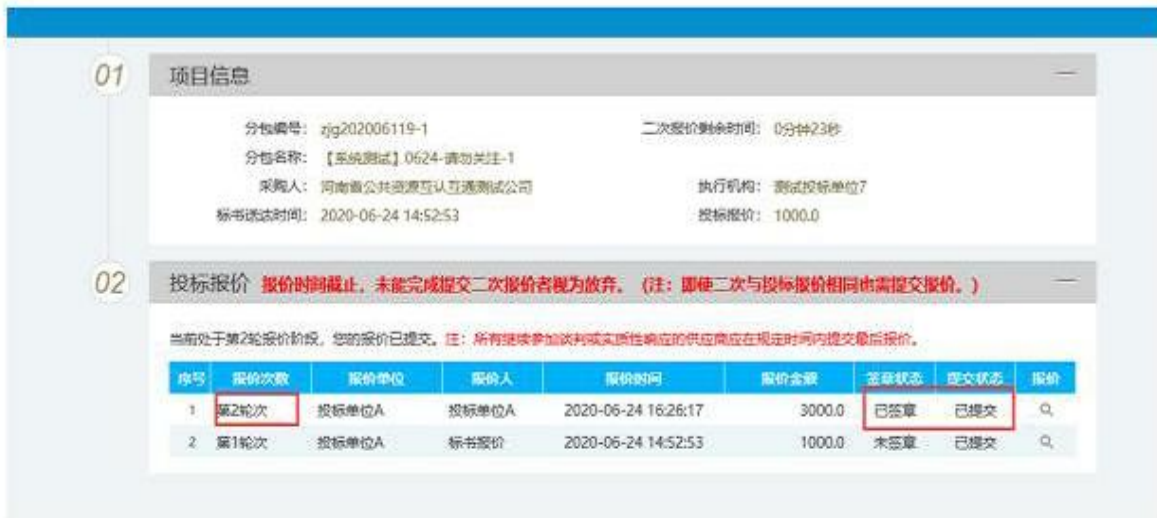 01 项目信息
分包编号: zjg202006119-1 二次报价剩余时间: 0分钟23秒
分包名称: 【系统测试】0624-请勿关注-1
采购人: 河南省公共资源互认互通测试公司 执行机构: 测试投标单位7
标书送达时间: 2020-06-24 14:52:53 投标报价: 1000.0
02 投标报价 报价时间截止，未能完成提交二次报价者视为放弃。（注：即使二次与投标报价相同也需提交报价。）
当前处于第2轮报价阶段，您的报价已提交。注：所有继续参加谈判或实质性响应的供应商应在规定时间内提交最后报价。
序号 报价次数 报价单位 报价人 报价时间 报价金额 签章状态 提交状态 报价
1 第2轮次 投标单位A 投标单位A 2020-06-24 16:26:17 3000.0 已签章 已提交
2 第1轮次 投标单位A 标书报价 2020-06-24 14:52:53 1000.0 未签章 已提交